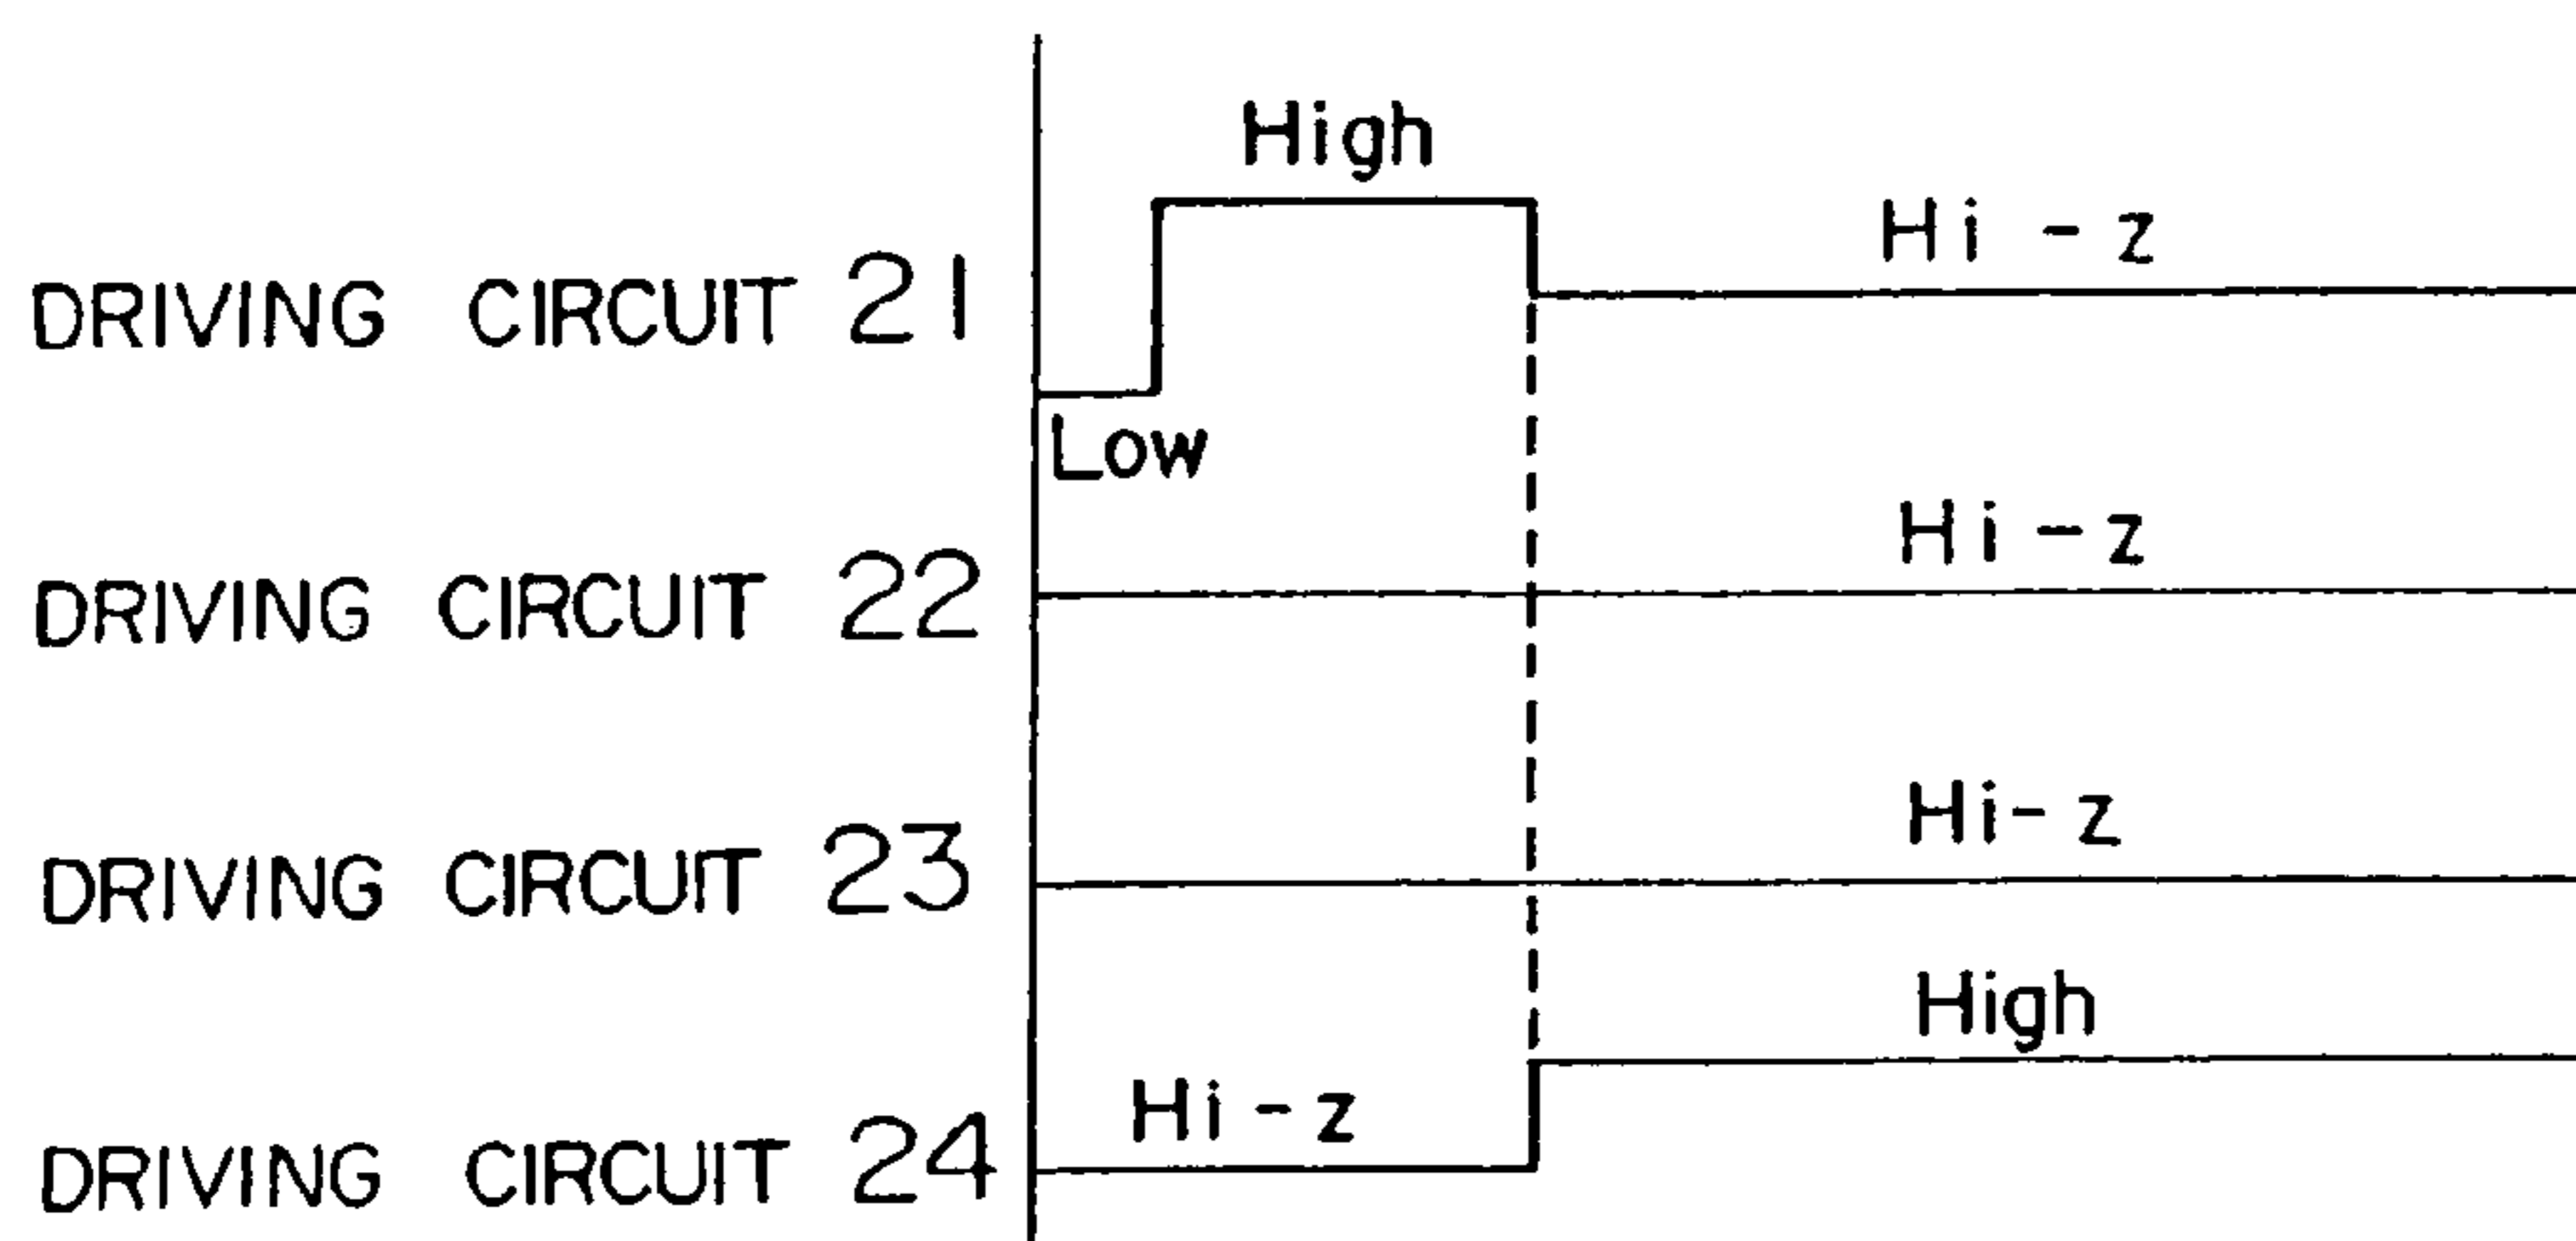 High
Hi-z
DRIVING CIRCUIT 21
Low
Hi-z
DRIVING CIRCUIT 22
Hi-z
DRIVING CIRCUIT 23
High
Hi-z
DRIVING CIRCUIT 24